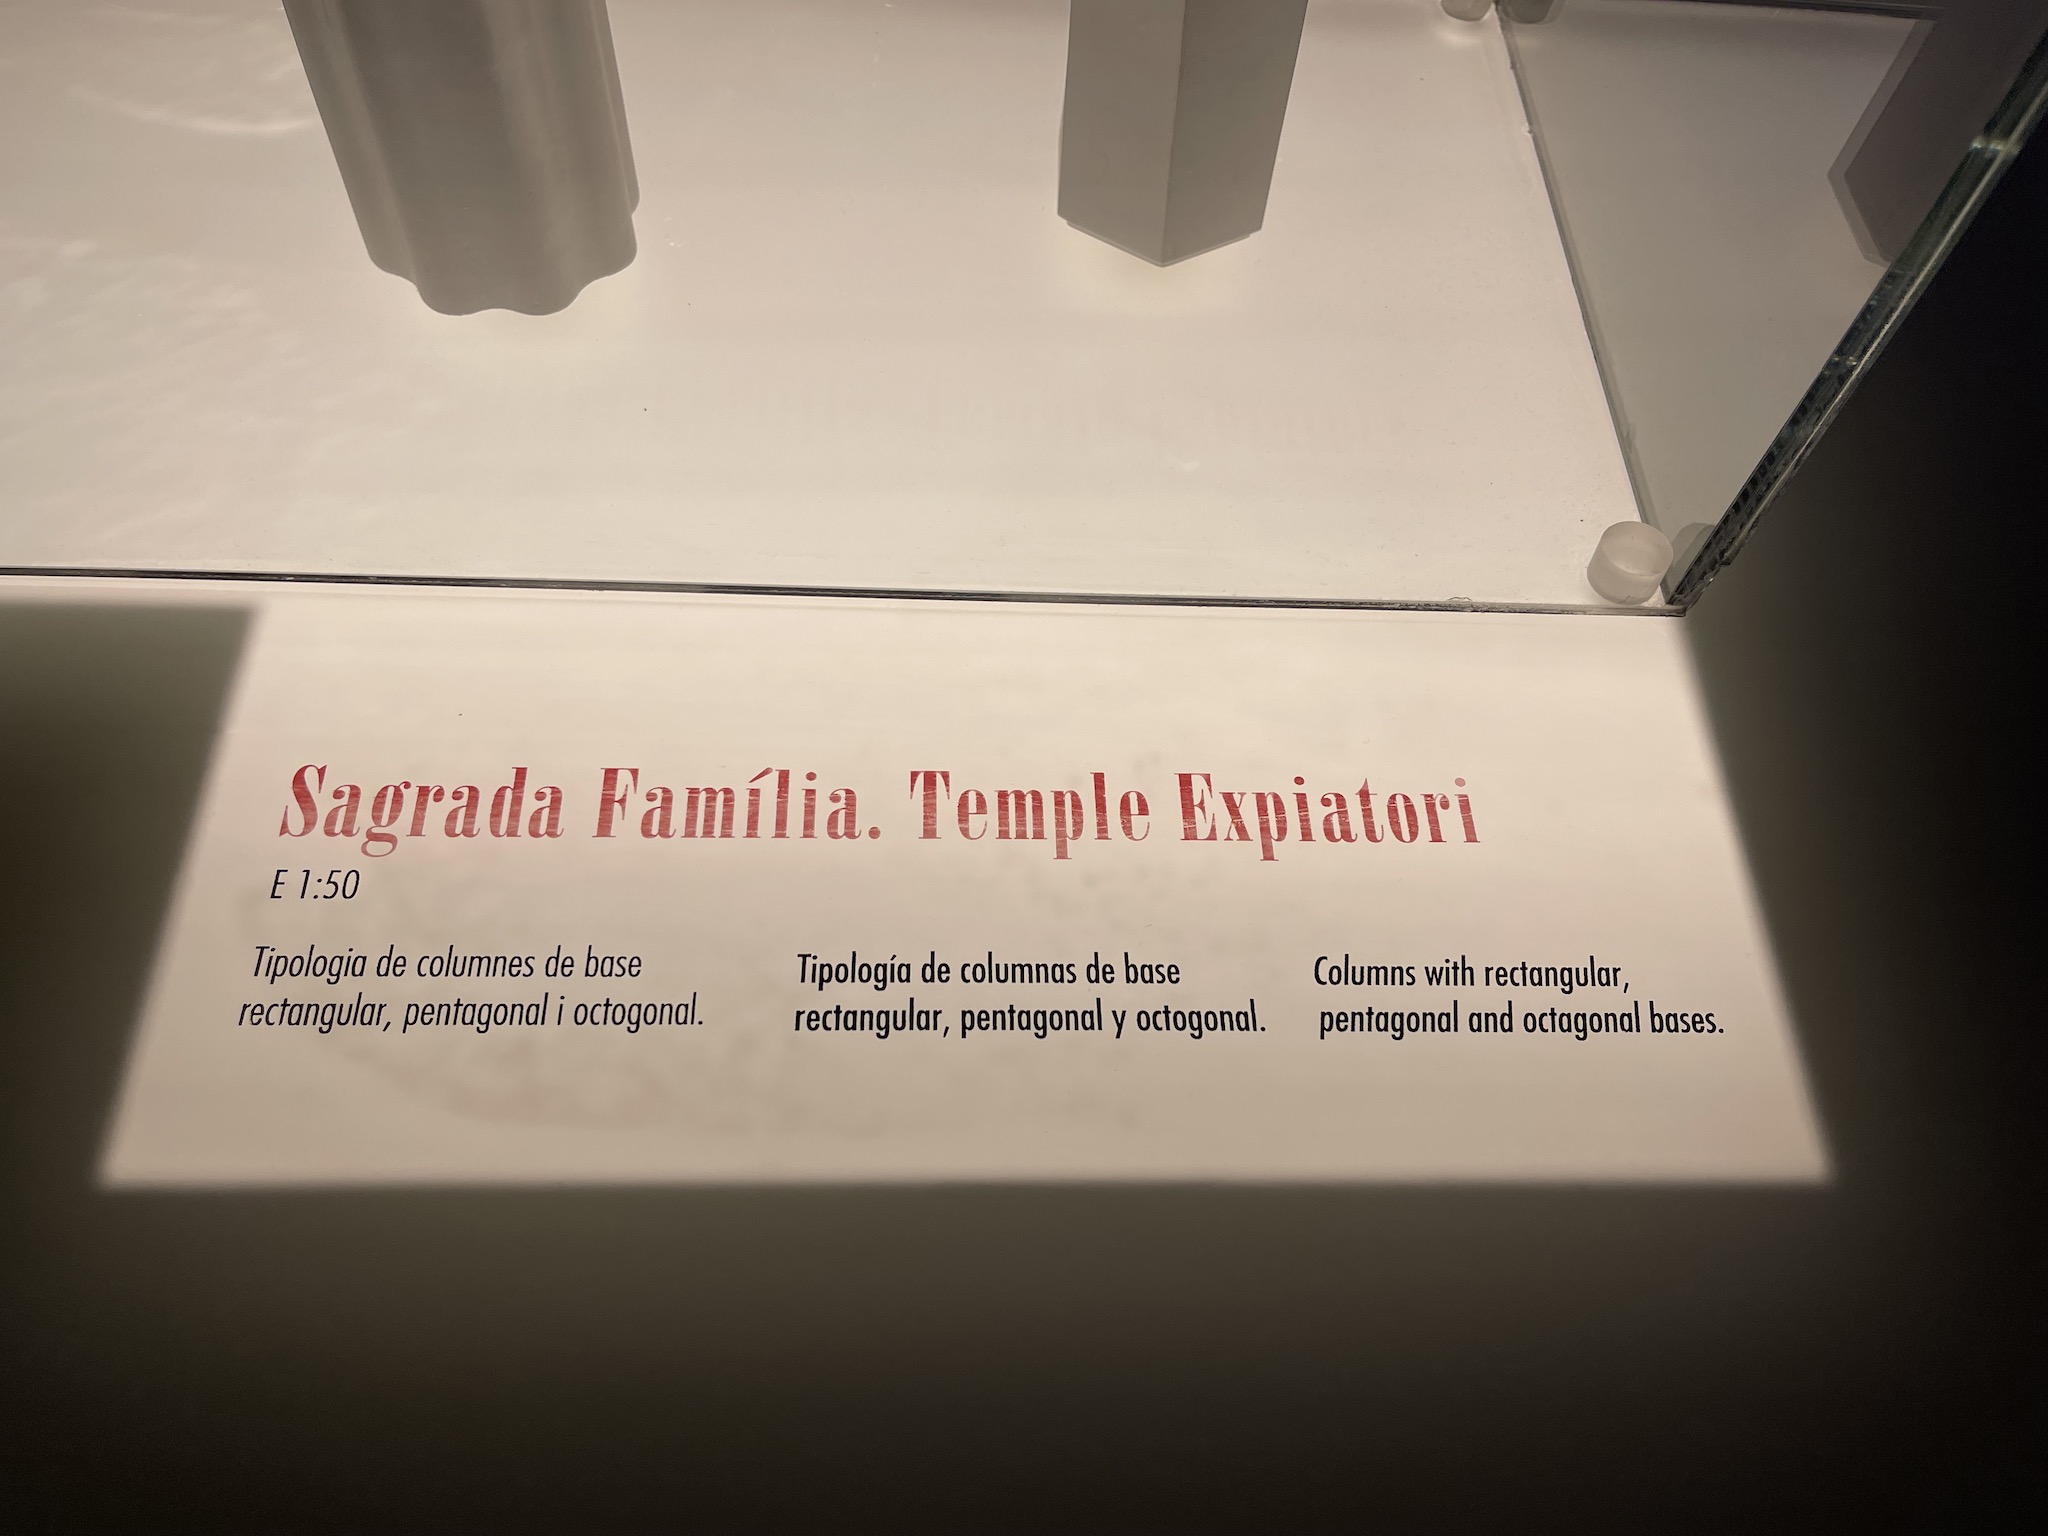 Sagrada Família. Temple Expiatori
E 1:50
Tipologia de columnes de base
rectangular, pentagonal i octogonal.
Tipología de columnas de base
rectangular, pentagonal y octogonal.
Columns with rectangular,
pentagonal and octagonal bases.